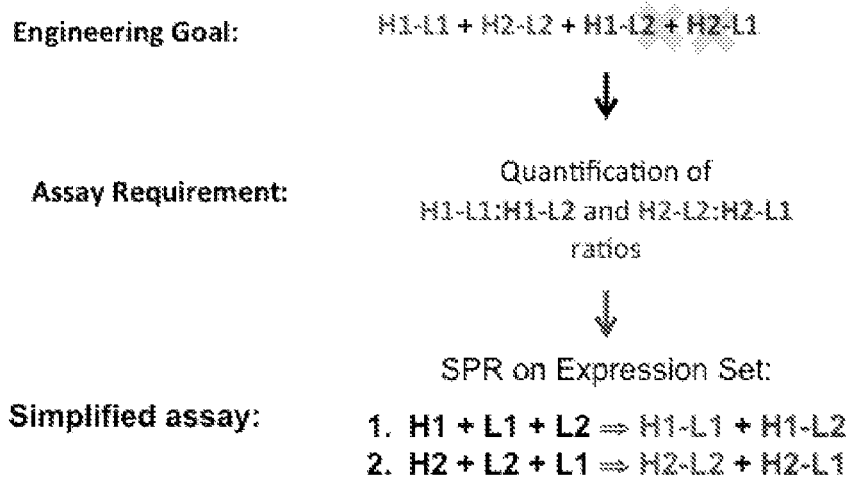 Engineering Goal: H1-L1 + H2-L2 + H1-L2 + H2-L1
Quantification of
Assay Requirement: H1-L1:H1-L2 and H2-L2:H2-L1
ratios
SPR on Expression Set:
Simplified assay:
1. H1 + L1 + L2 ⇒ H1-L1 + H1-L2
2. H2 + L2 + L1 ⇒ H2-L2 + H2-L1